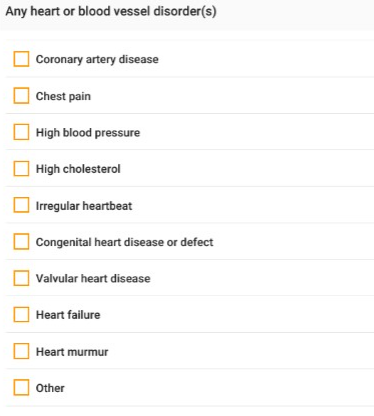 Any heart or blood vessel disorder(s)
Coronary artery disease
Chest pain
High blood pressure
High cholesterol
Irregular heartbeat
Congenital heart disease or defect
Valvular heart disease
Heart failure
Heart murmur
Other